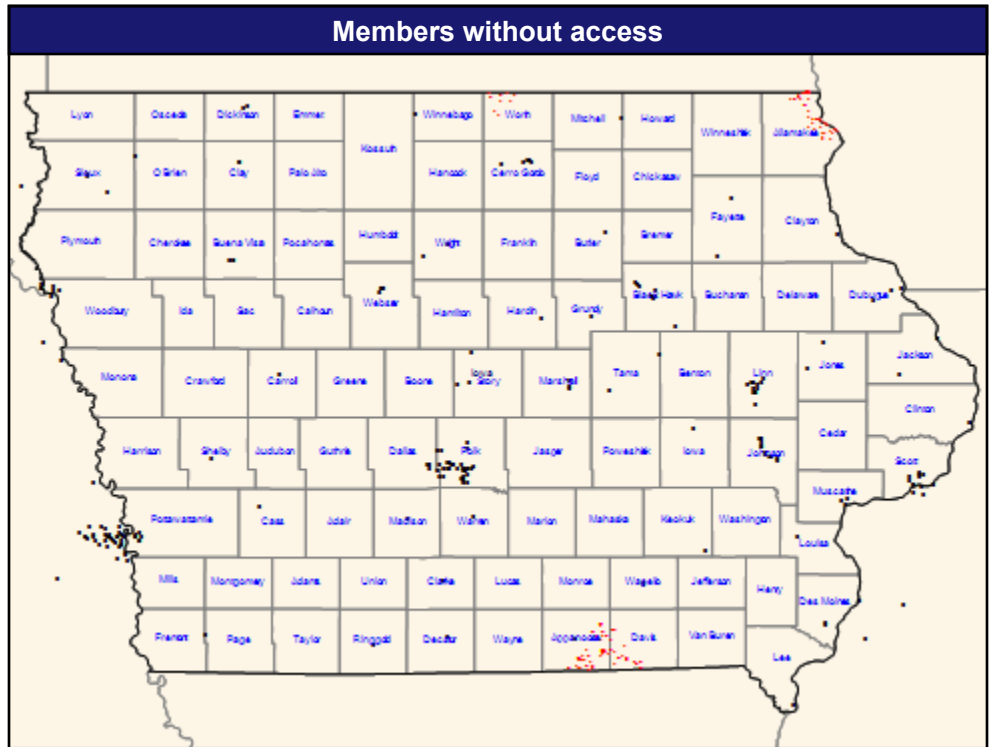 Members without access
Lyon Osceola Dickinson Emmet Winnebago Worth Mitchell Howard
Winneshiek Allamakee
Kossuth
Sioux O'Brien Clay Palo Alto Hancock Cerro Gordo Floyd Chickasaw
Fayette Clayton
Plymouth Cherokee Buena Vista Pocahontas Humboldt Wright Franklin Butler Bremer
Woodbury Ida Sac Calhoun Webster Hamilton Hardin Grundy Black Hawk Buchanan Delaware Dubuque
Iowa
Monona Crawford Carroll Greene Boone Story Marshall Tama Benton Linn Jones Jackson
Clinton
Harrison Shelby Audubon Guthrie Dallas Polk Jasper Poweshiek Iowa Johnson Cedar
Scott
Muscatine
Pottawattamie Cass Adair Madison Warren Marion Mahaska Keokuk Washington
Louisa
Mills Montgomery Adams Union Clarke Lucas Monroe Wapello Jefferson Henry
Des Moines
Fremont Page Taylor Ringgold Decatur Wayne Appanoose Davis Van Buren
Lee